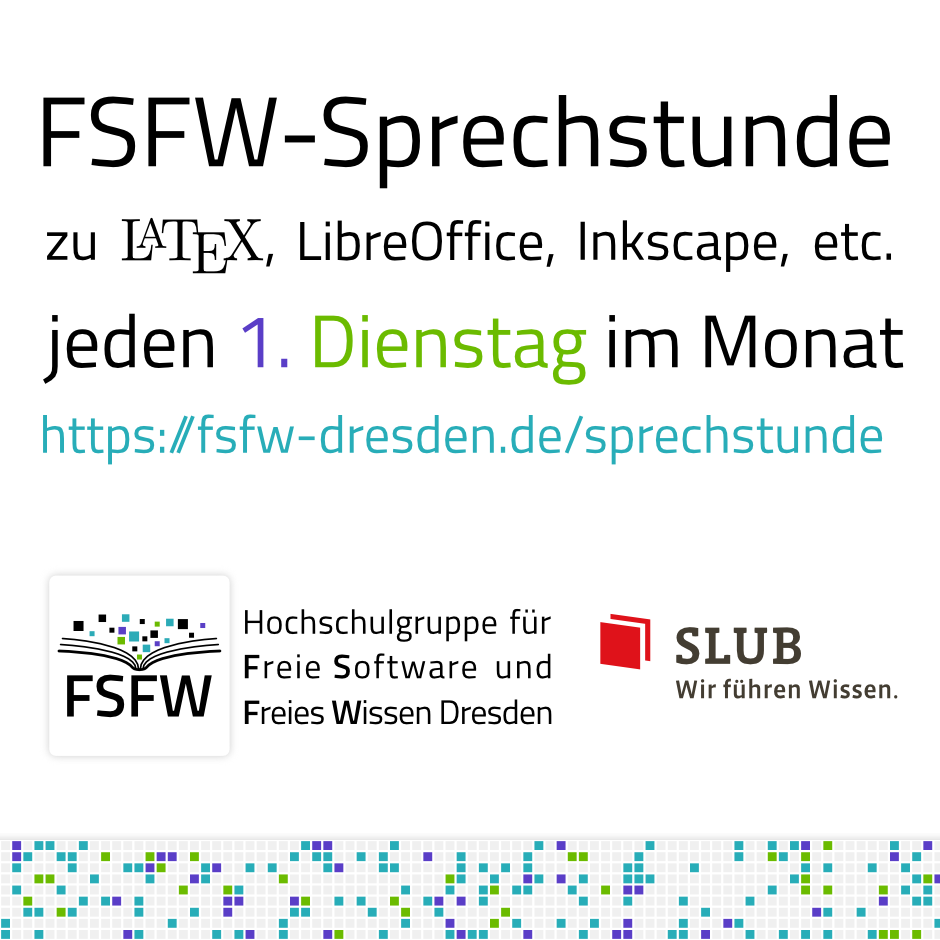 FSFW-Sprechstunde
zu LATEX, LibreOffice, Inkscape, etc.
jeden 1. Dienstag im Monat
https://fsfw-dresden.de/sprechstunde
FSFW
Hochschulgruppe für
Freie Software und
Freies Wissen Dresden
SLUB
Wir führen Wissen.